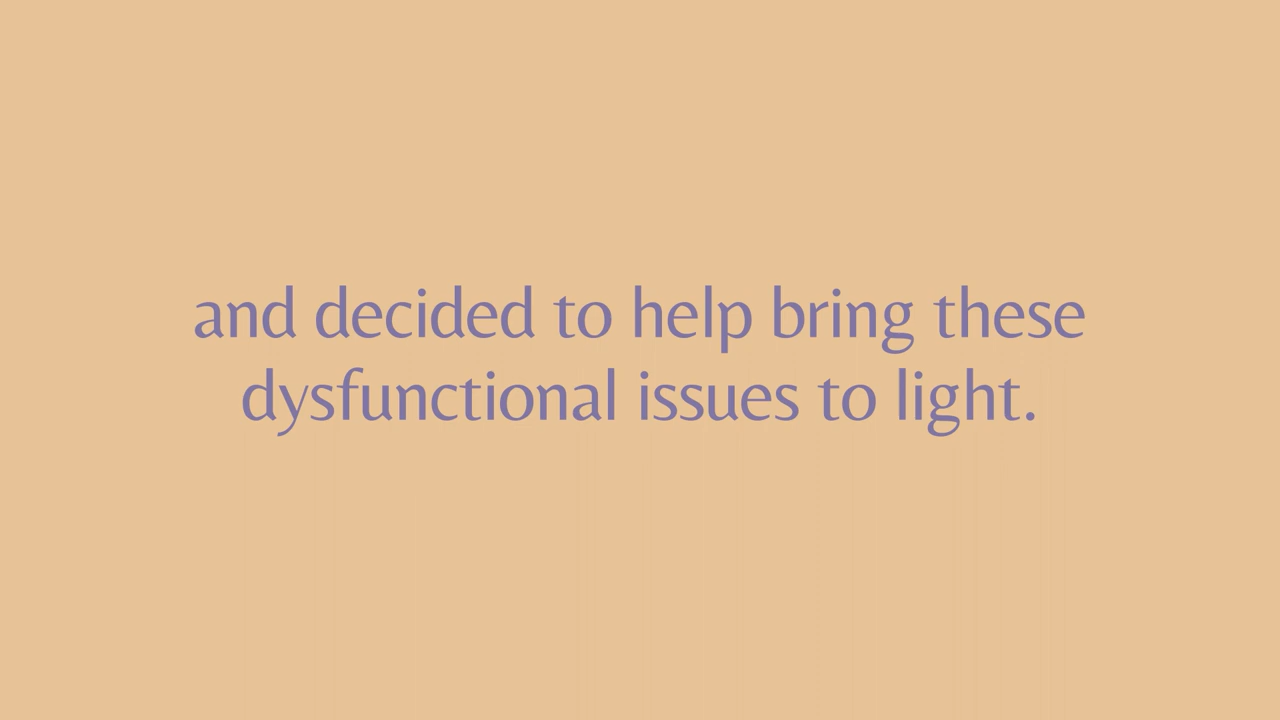 and decided to help bring these
dysfunctional issues to light.